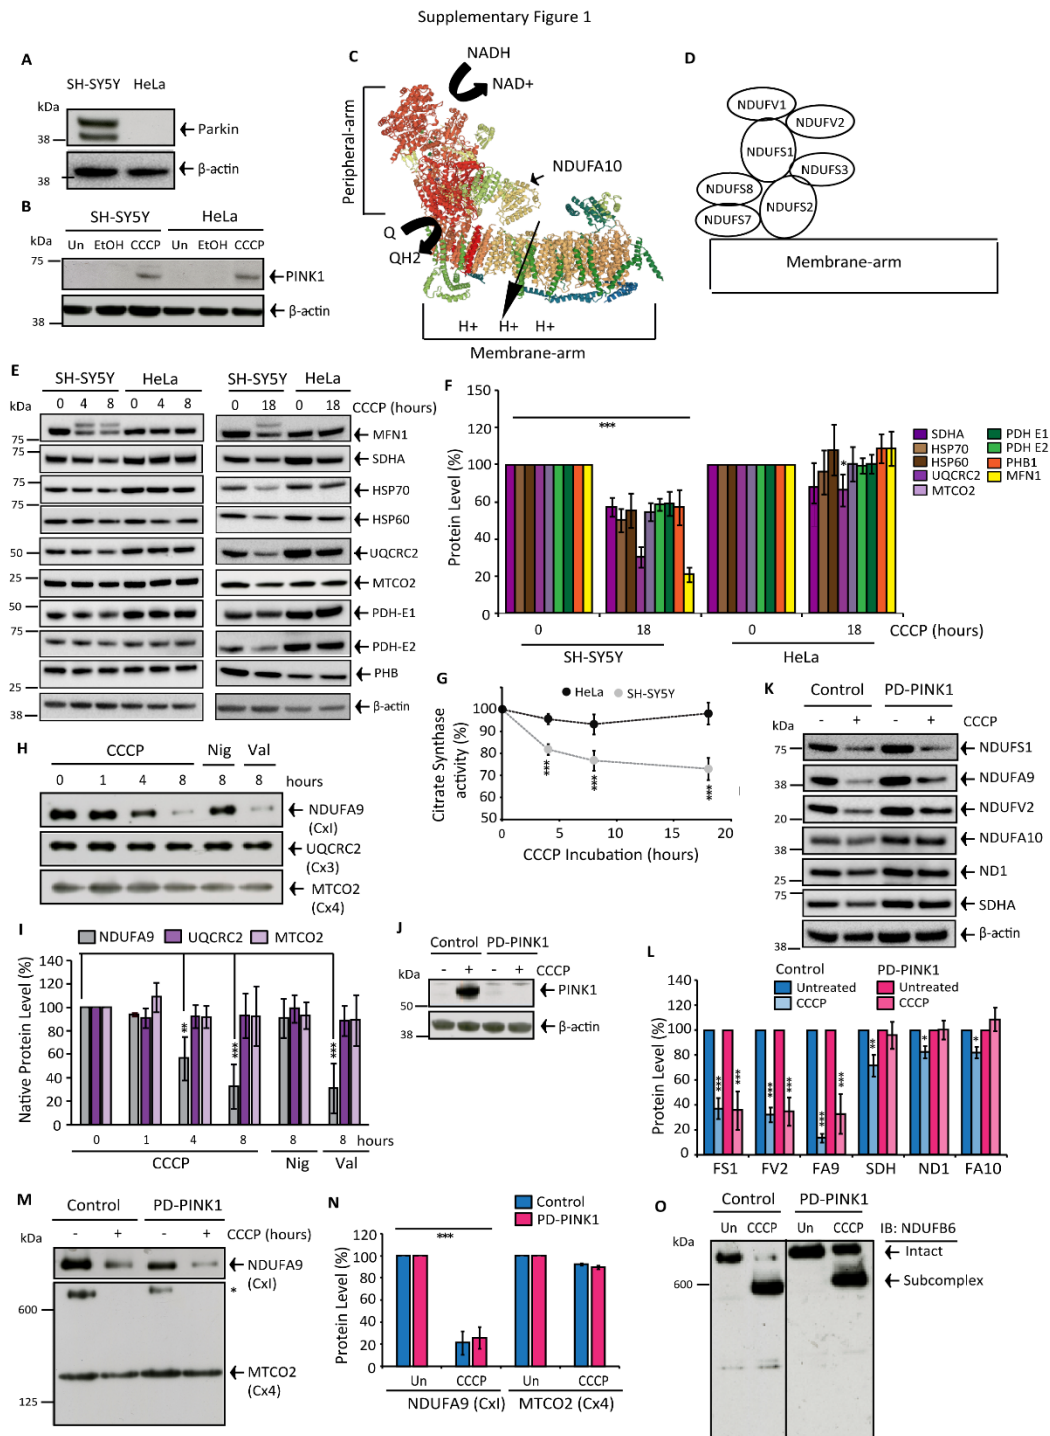 Supplementary Figure 1
A
SH-SY5Y HeLa
kDa
38
Parkin
38
β-actin
B
SH-SY5Y HeLa
kDa
Un EtOH CCCP Un EtOH CCCP
75
PINK1
38
β-actin
C
NADH
NAD+
Peripheral-arm
NDUFA10
Q
QH2
H+ H+ H+
Membrane-arm
D
NDUFV1
NDUFV2
NDUFS1
NDUFS3
NDUFS8
NDUFS7
NDUFS2
Membrane-arm
E
SH-SY5Y HeLa SH-SY5Y HeLa
kDa
0 4 8 0 4 8 0 18 0 18 CCCP (hours)
75
MFN1
75
SDHA
75
HSP70
HSP60
50
UQCRC2
25
MTCO2
50
PDH-E1
75
PDH-E2
25
PHB
38
β-actin
F
Protein Level (%)
150
100
80
60
40
20
0
***
*
0 18 0 18 CCCP (hours)
SH-SY5Y HeLa
SDHA
HSP70
HSP60
UQCRC2
MTCO2
PDH E1
PDH E2
PHB1
MFN1
G
HeLa SH-SY5Y
Citrate Synthase
activity (%)
100
90
80
70
60
50
*** *** ***
0 5 10 15 20
CCCP Incubation (hours)
H
CCCP Nig Val
0 1 4 8 8 8 hours
NDUFA9
(CxI)
UQCRC2
(Cx3)
MTCO2
(Cx4)
I
NDUFA9 UQCRC2 MTCO2
Native Protein Level (%)
140
120
100
80
60
40
20
0
** *** ***
0 1 4 8 8 8 hours
CCCP Nig Val
J
Control PD-PINK1
kDa
- + - + CCCP
50
PINK1
38
β-actin
K
Control PD-PINK1
kDa
- + - + CCCP
75
NDUFS1
38
NDUFA9
20
NDUFV2
38
NDUFA10
25
ND1
75
SDHA
38
β-actin
L
Control PD-PINK1
Untreated Untreated
CCCP CCCP
Protein Level (%)
120
100
80
60
40
20
0
*** *** *** *** *** *** ** * *
FS1 FV2 FA9 SDH ND1 FA10
M
Control PD-PINK1
kDa
- + - + CCCP (hours)
NDUFA9
(CxI)
*
600
MTCO2
(Cx4)
125
N
Control
PD-PINK1
Protein Level (%)
120
100
80
60
40
20
0
***
Un CCCP Un CCCP
NDUFA9 (CxI) MTCO2 (Cx4)
O
Control PD-PINK1
Un CCCP Un CCCP IB: NDUFB6
kDa
Intact
600
Subcomplex